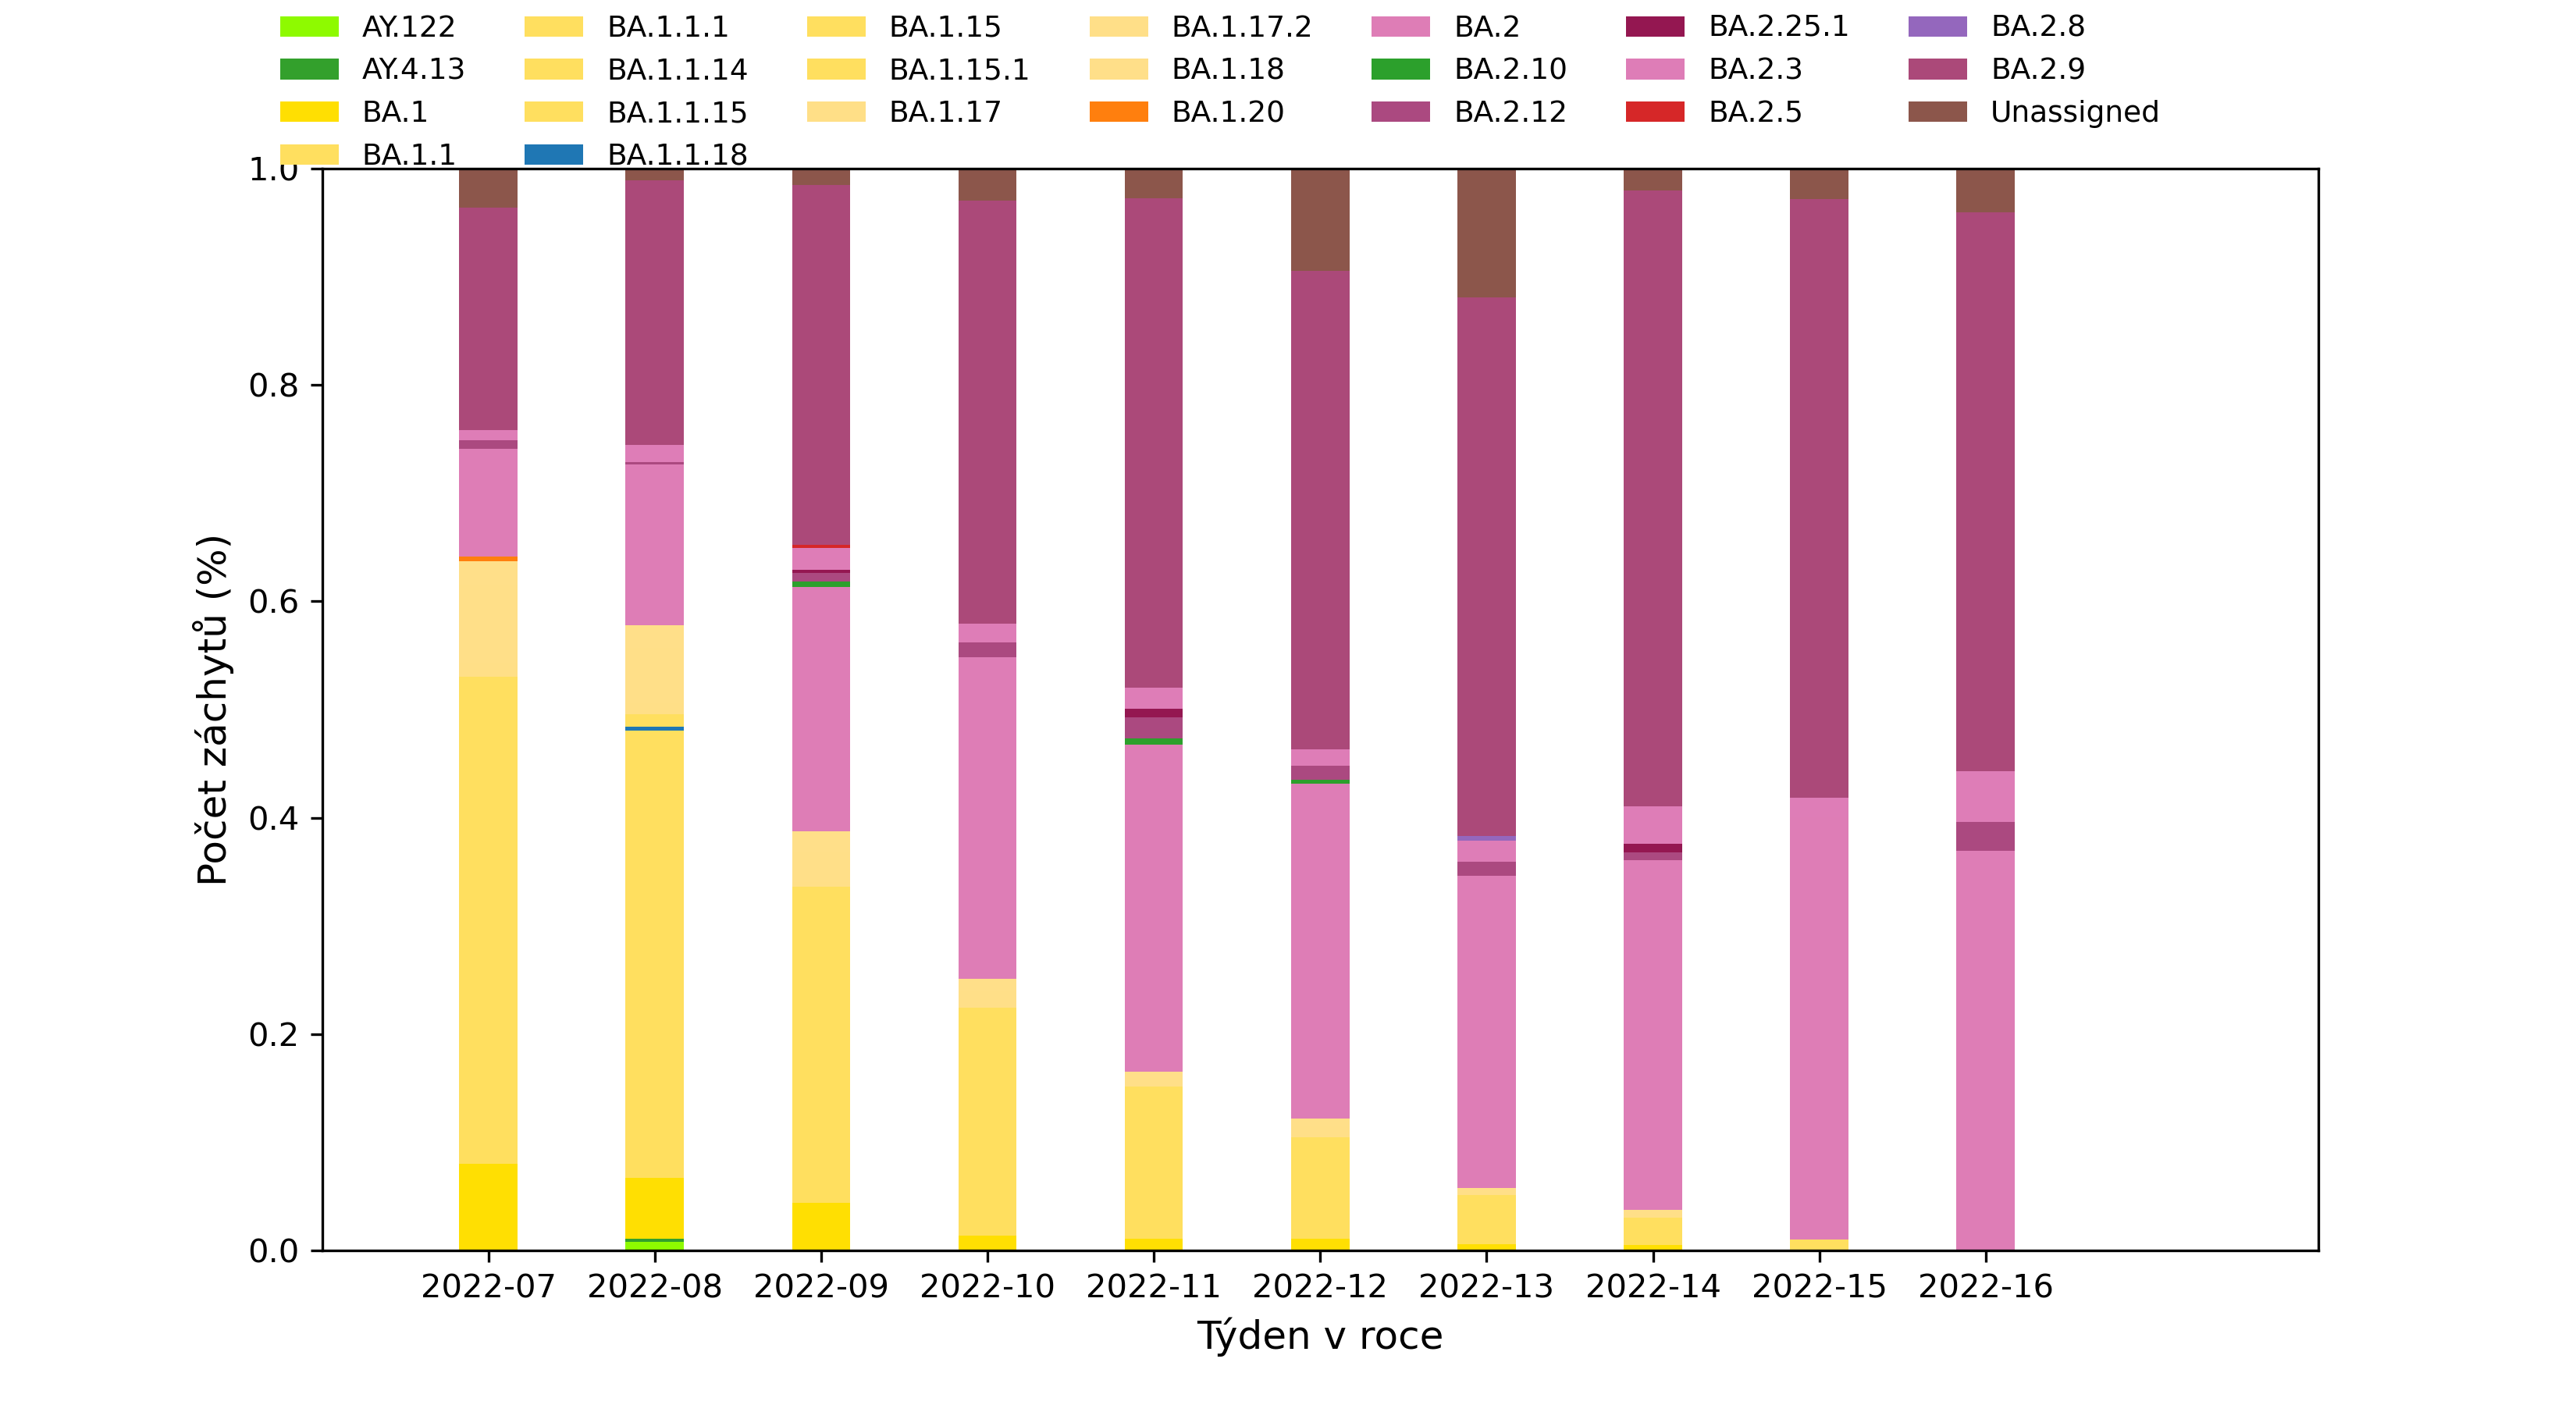 AY.122 BA.1.1.1 BA.1.15 BA.1.17.2 BA.2 BA.2.25.1 BA.2.8
AY.4.13 BA.1.1.14 BA.1.15.1 BA.1.18 BA.2.10 BA.2.3 BA.2.9
BA.1 BA.1.1.15 BA.1.17 BA.1.20 BA.2.12 BA.2.5 Unassigned
BA.1.1 BA.1.1.18
1.0
0.8
0.6
0.4
0.2
0.0
Počet záchytů (%)
2022-07 2022-08 2022-09 2022-10 2022-11 2022-12 2022-13 2022-14 2022-15 2022-16
Týden v roce